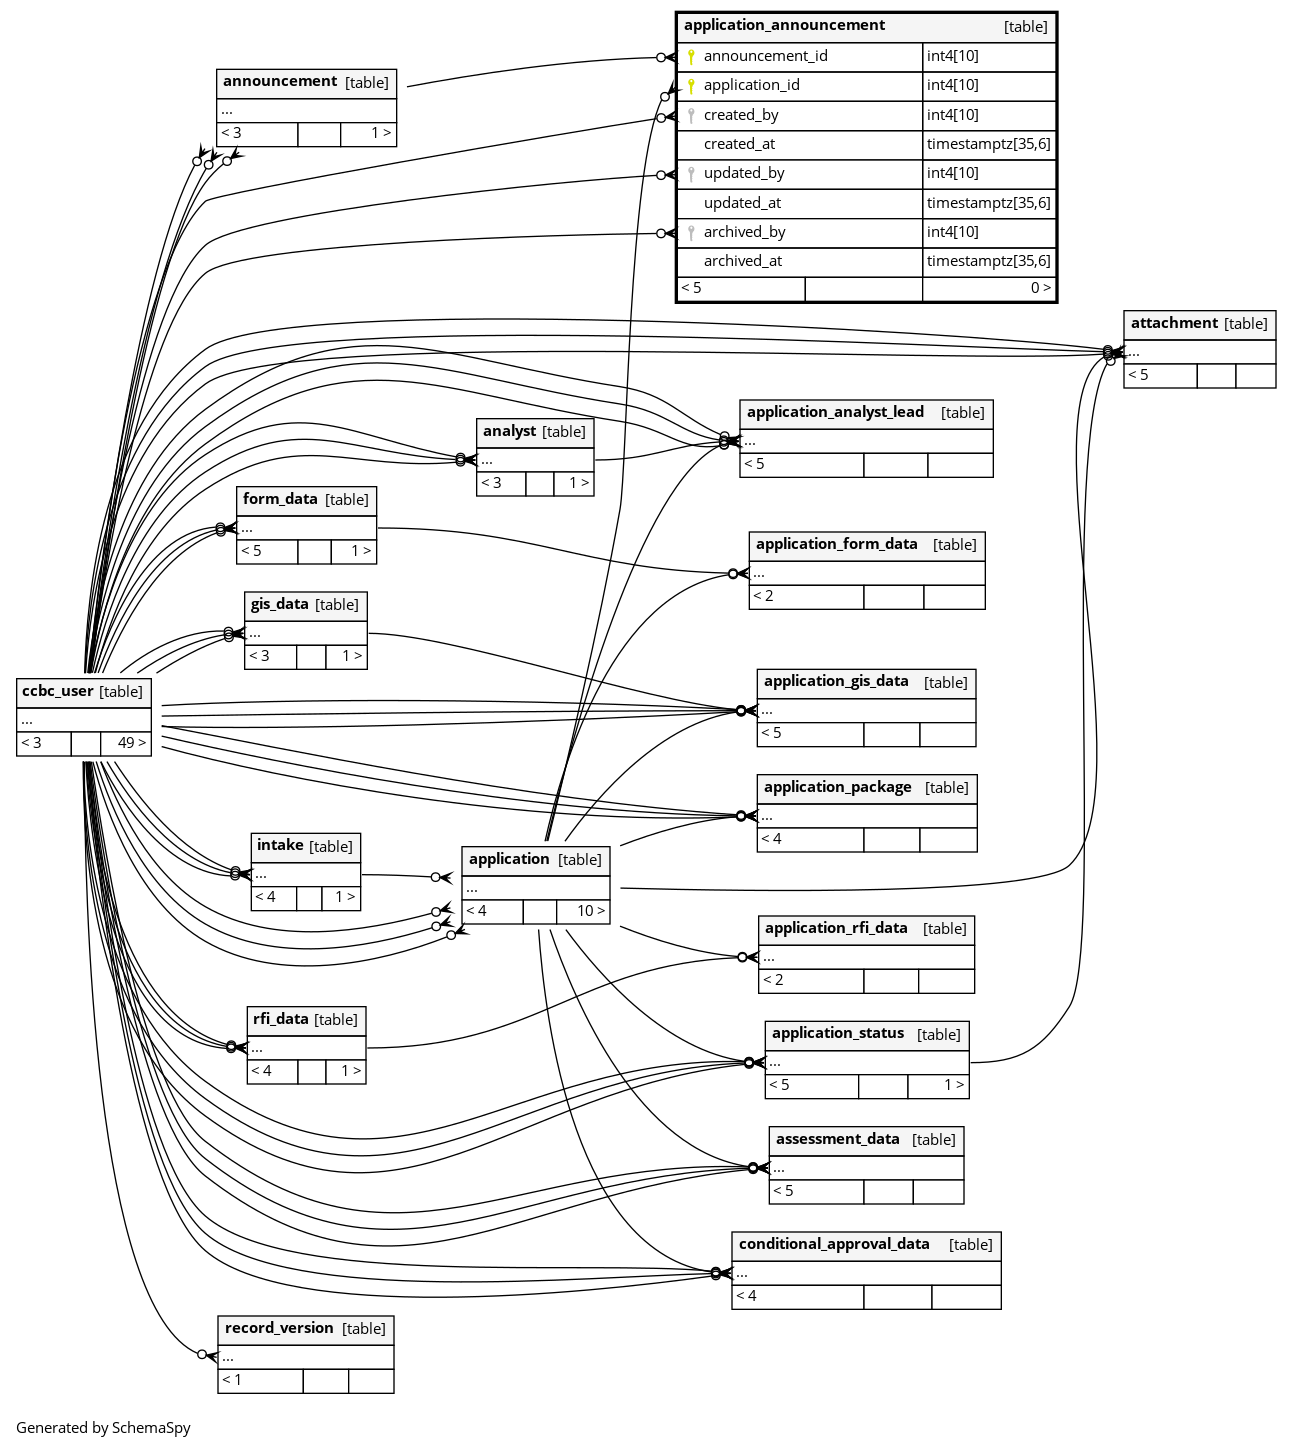 application_announcement [table]
announcement_id int4[10]
application_id int4[10]
created_by int4[10]
created_at timestamptz[35,6]
updated_by int4[10]
updated_at timestamptz[35,6]
archived_by int4[10]
archived_at timestamptz[35,6]
< 5 0 >
announcement [table]
...
< 3 1 >
attachment [table]
...
< 5
application_analyst_lead [table]
...
< 5
analyst [table]
...
< 3 1 >
form_data [table]
...
< 5 1 >
application_form_data [table]
...
< 2
gis_data [table]
...
< 3 1 >
application_gis_data [table]
...
< 5
ccbc_user [table]
...
< 3 49 >
application_package [table]
...
< 4
intake [table]
...
< 4 1 >
application [table]
...
< 4 10 >
application_rfi_data [table]
...
< 2
rfi_data [table]
...
< 4 1 >
application_status [table]
...
< 5 1 >
assessment_data [table]
...
< 5
conditional_approval_data [table]
...
< 4
record_version [table]
...
< 1
Generated by SchemaSpy